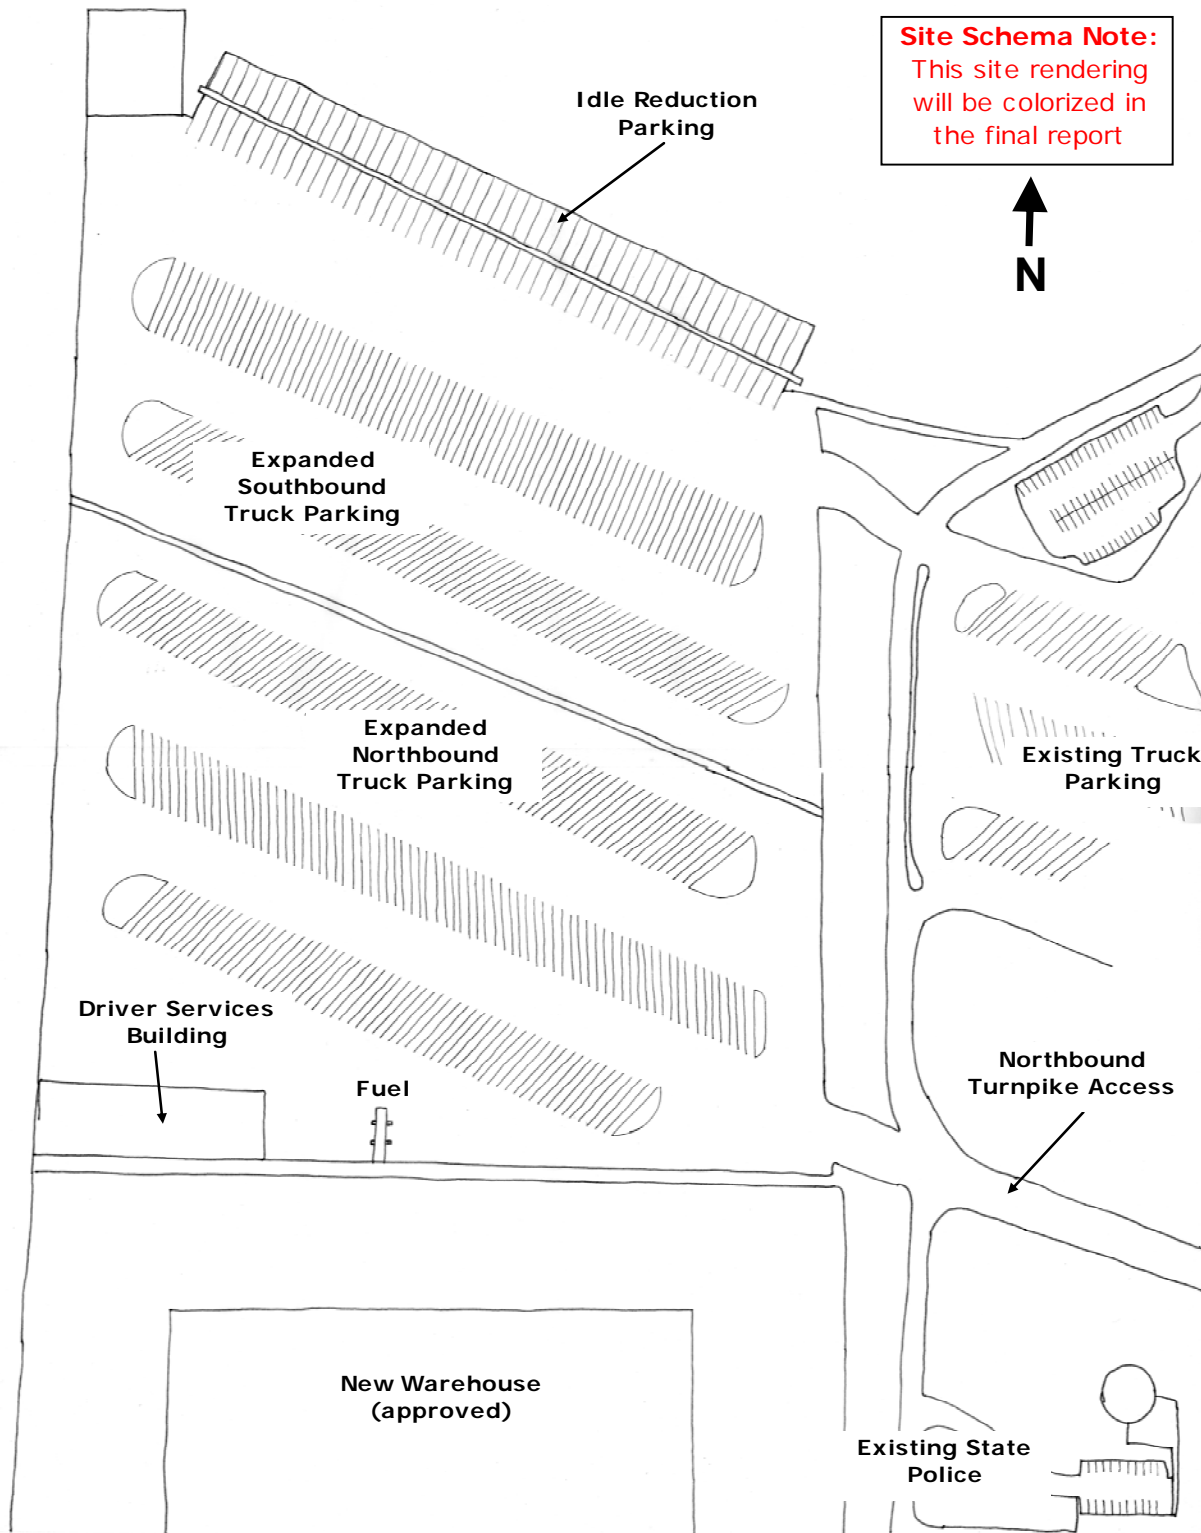 Site Schema Note:
This site rendering
will be colorized in
the final report
Idle Reduction
Parking
N
Expanded
Southbound
Truck Parking
Expanded
Northbound
Truck Parking
Existing Truck
Parking
Driver Services
Building
Fuel
Northbound
Turnpike Access
New Warehouse
(approved)
Existing State
Police